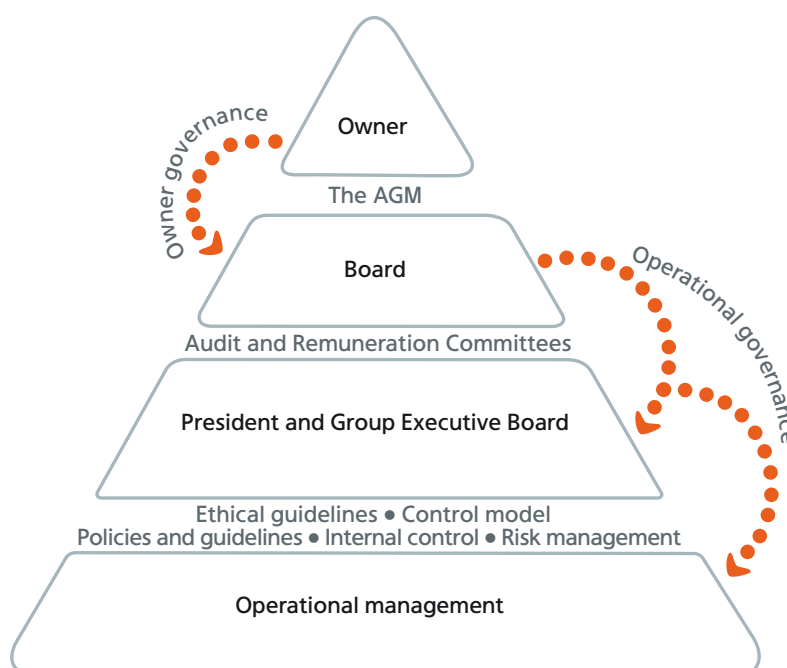 Owner
Owner governance
The AGM
Board
Operational governance
Audit and Remuneration Committees
President and Group Executive Board
Ethical guidelines • Control model
Policies and guidelines • Internal control • Risk management
Operational management